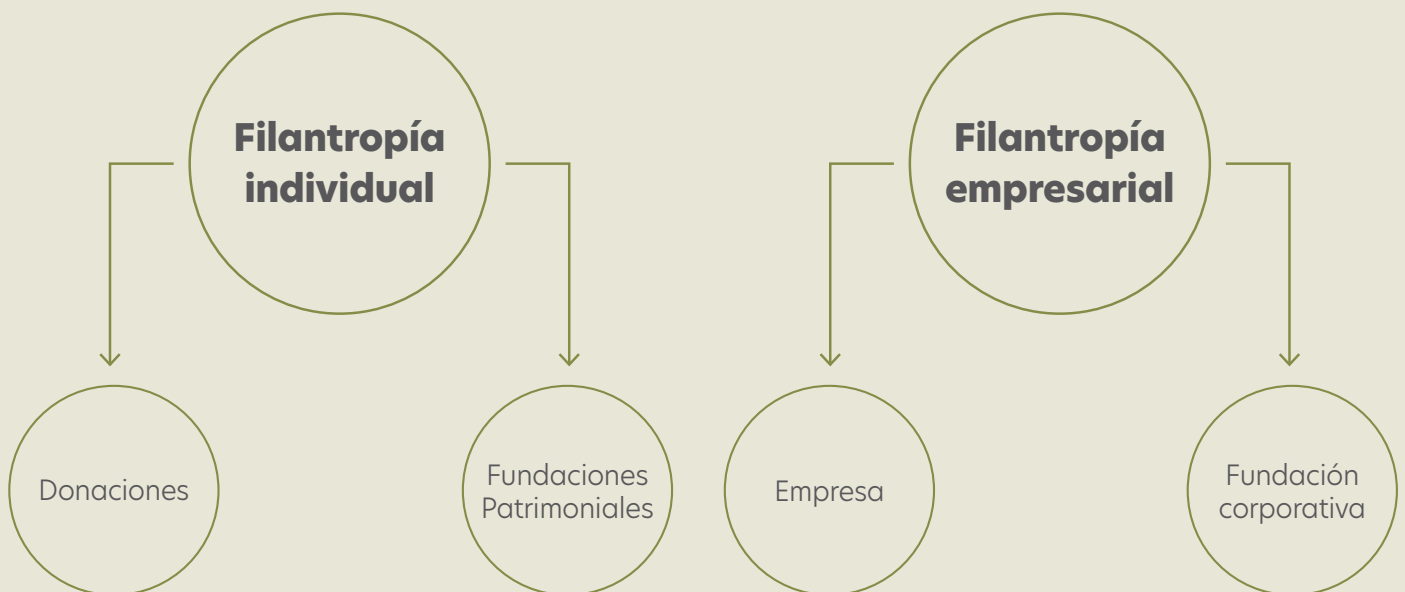 Filantropía
individual
Filantropía
empresarial
Donaciones
Fundaciones
Patrimoniales
Empresa
Fundación
corporativa